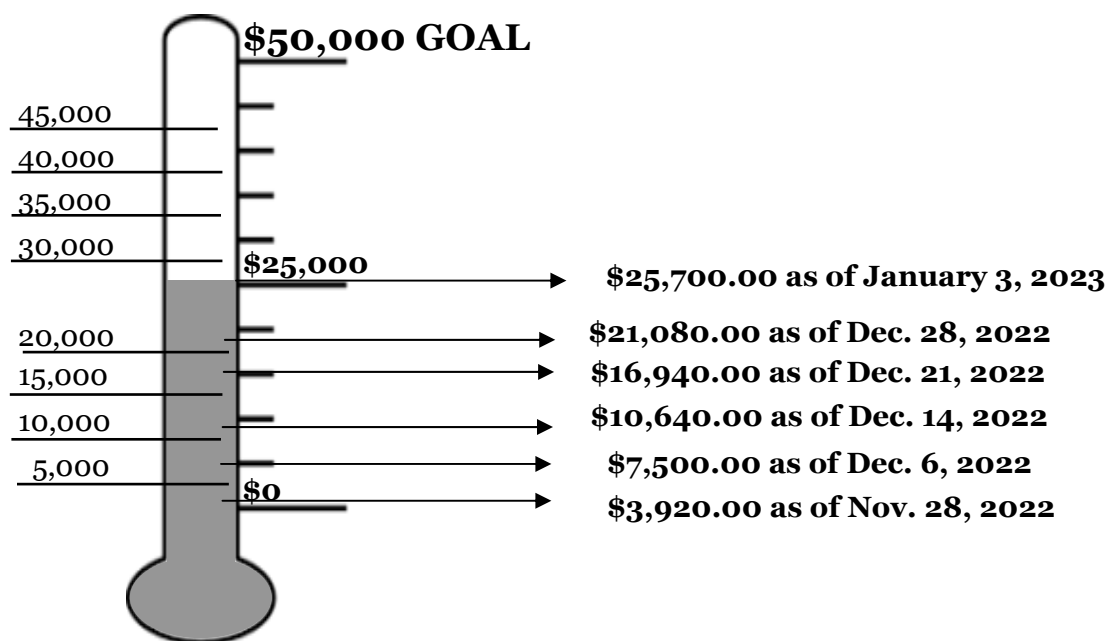 $50,000 GOAL
45,000
40,000
35,000
30,000
$25,000
$25,700.00 as of January 3, 2023
$21,080.00 as of Dec. 28, 2022
20,000
$16,940.00 as of Dec. 21, 2022
15,000
$10,640.00 as of Dec. 14, 2022
10,000
$7,500.00 as of Dec. 6, 2022
5,000
$0
$3,920.00 as of Nov. 28, 2022